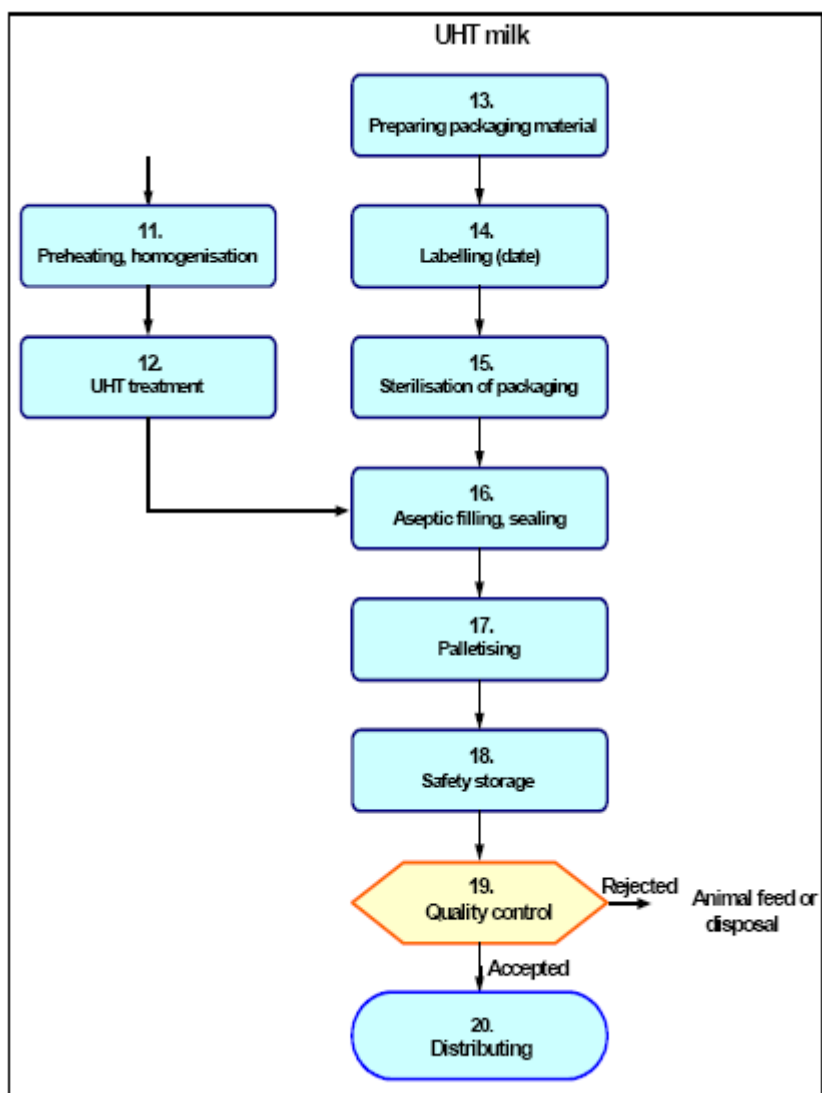 UHT milk
13.
Preparing packaging material
11.
Preheating, homogenisation
14.
Labelling (date)
12.
UHT treatment
15.
Sterilisation of packaging
16.
Aseptic filling, sealing
17.
Palletising
18.
Safety storage
19.
Quality control
Rejected
Animal feed or
disposal
Accepted
20.
Distributing